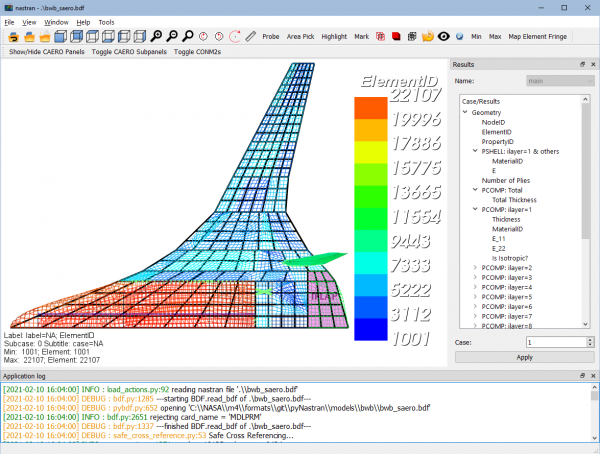 nastran - .\bwb_saero.bdf
File View Window Help Tools
Probe Area Pick Highlight Mark Min Max Map Element Fringe
Show/Hide CAERO Panels Toggle CAERO Subpanels Toggle CONM2s
Results
Name: main
Case/Results
Geometry
NodeID
ElementID
PropertyID
PSHELL: ilayer=1 & others
MaterialID
E
Number of Plies
PCOMP: Total
Total Thickness
PCOMP: ilayer=1
Thickness
MaterialID
E_11
E_22
Is Isotropic?
PCOMP: ilayer=2
PCOMP: ilayer=3
PCOMP: ilayer=4
PCOMP: ilayer=5
PCOMP: ilayer=6
PCOMP: ilayer=7
PCOMP: ilayer=8
Case: 1
Apply
ElementID
22107
19996
17886
15775
13665
11554
9443
7333
5222
3112
1001
Label: label=NA; ElementID
Subcase: 0 Subtitle: case=NA
Min: 1001; Element: 1001
Max: 22107; Element: 22107
Application log
[2021-02-10 16:04:00] INFO : load_actions.py:92 reading nastran file '.\\bwb_saero.bdf'
[2021-02-10 16:04:00] DEBUG : bdf.py:1285 ---starting BDF.read_bdf of .\\bwb_saero.bdf---
[2021-02-10 16:04:00] DEBUG : pybdf.py:652 opening 'C:\\NASA\\m4\\formats\\git\\pyNastran\\models\\bwb\\bwb_saero.bdf'
[2021-02-10 16:04:00] INFO : bdf.py:2651 rejecting card_name = 'MDLPRM'
[2021-02-10 16:04:00] DEBUG : bdf.py:1337 ---finished BDF.read_bdf of .\\bwb_saero.bdf---
[2021-02-10 16:04:00] DEBUG : safe_cross_reference.py:53 Safe Cross Referencing...